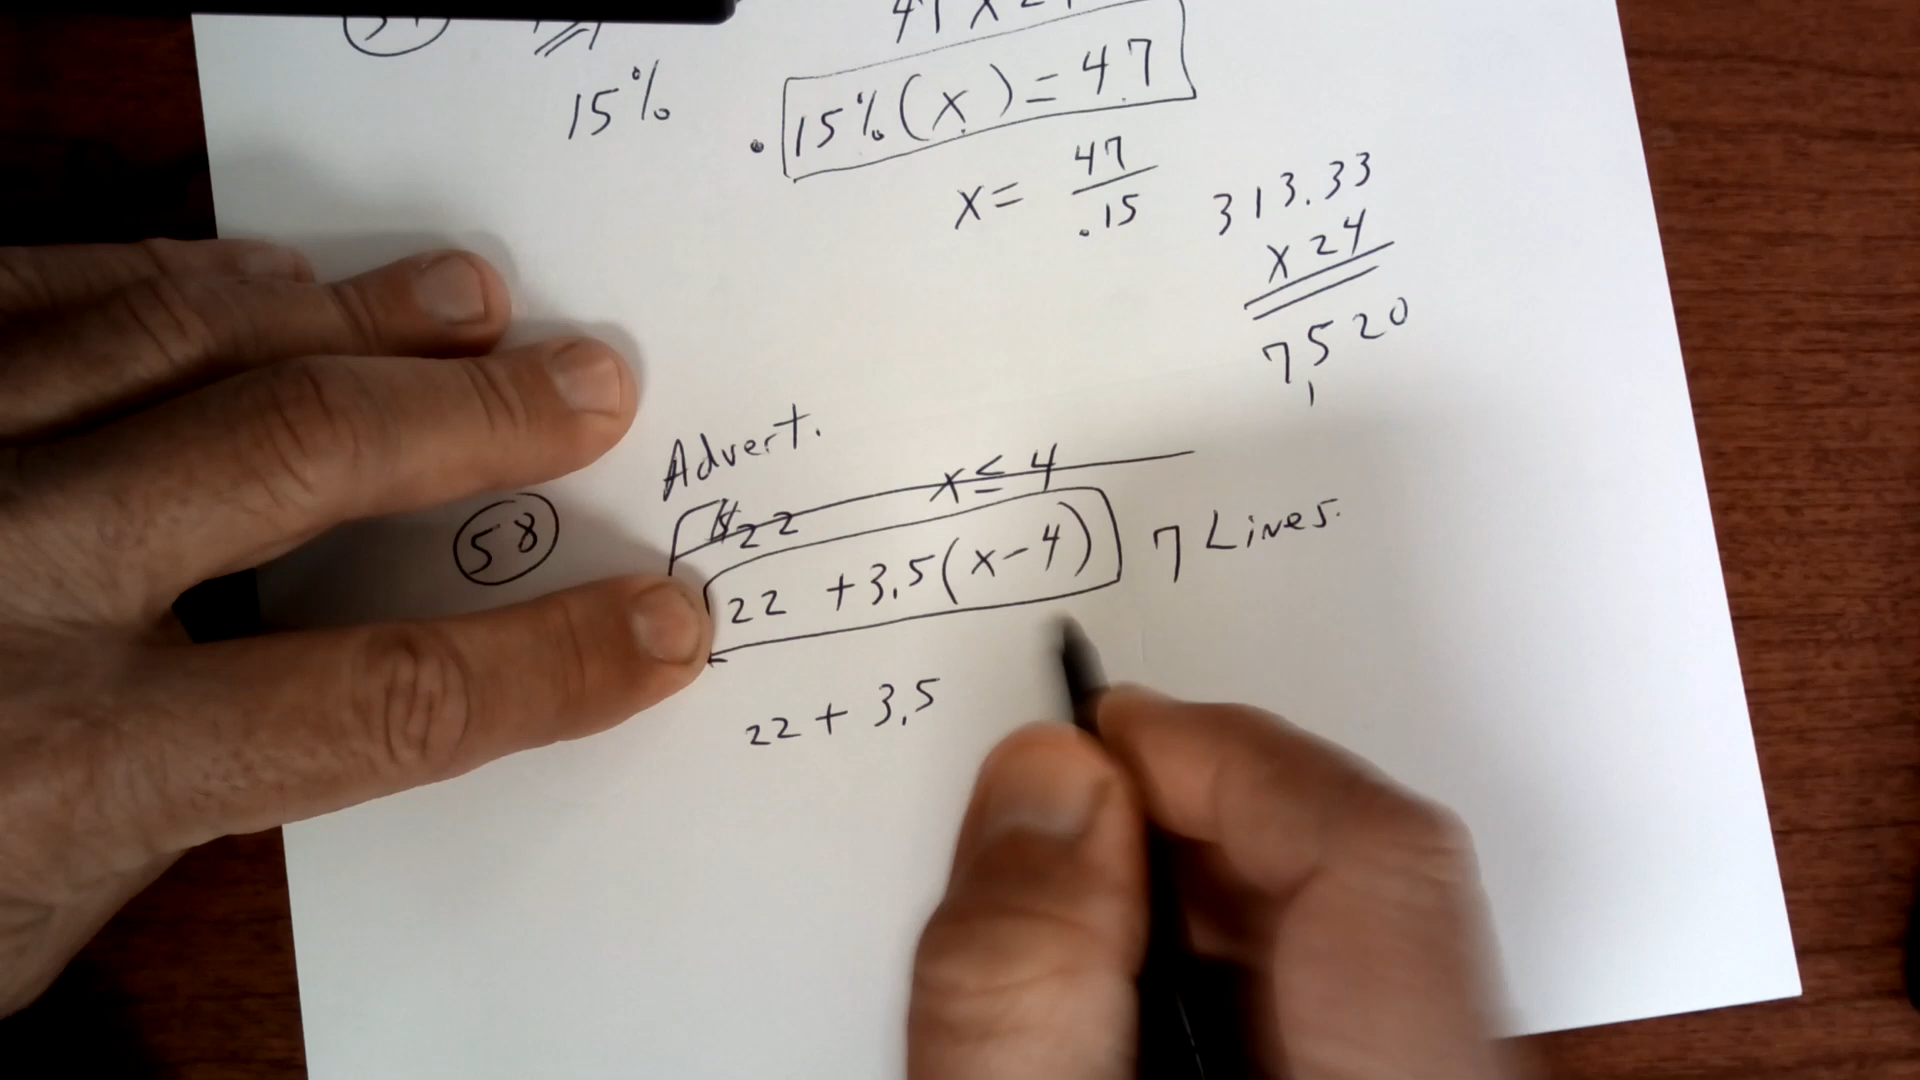 15%
.15%(x)=47
x= 47/.15
313.33
x 24
7,520
Advert.
58
$22 x ≤ 4
22 +3.5(x-4) 7 Lines.
22 + 3.5